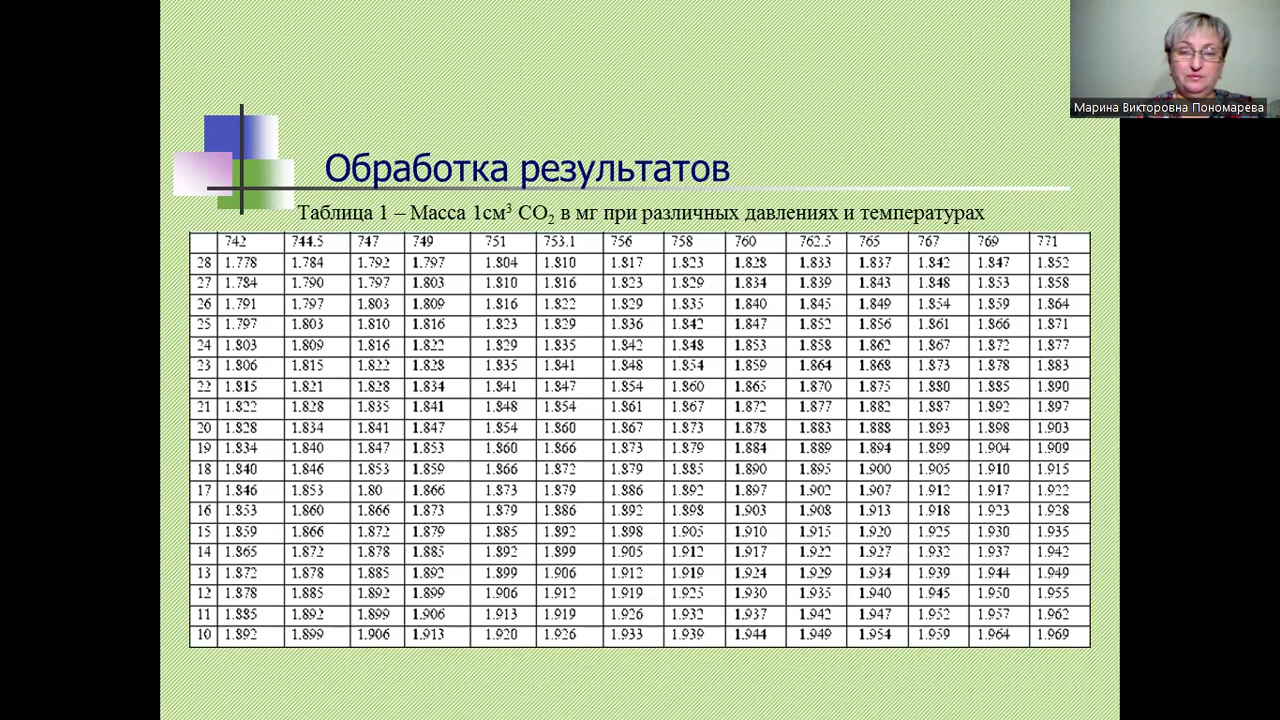 Марина Викторовна Пономарева
Обработка результатов
Таблица 1 – Масса 1см³ CO₂ в мг при различных давлениях и температурах
742 744.5 747 749 751 753.1 756 758 760 762.5 765 767 769 771
28 1.778 1.784 1.792 1.797 1.804 1.810 1.817 1.823 1.828 1.833 1.837 1.842 1.847 1.852
27 1.784 1.790 1.797 1.803 1.810 1.816 1.823 1.829 1.834 1.839 1.843 1.848 1.853 1.858
26 1.791 1.797 1.803 1.809 1.816 1.822 1.829 1.835 1.840 1.845 1.849 1.854 1.859 1.864
25 1.797 1.803 1.810 1.816 1.823 1.829 1.836 1.842 1.847 1.852 1.856 1.861 1.866 1.871
24 1.803 1.809 1.816 1.822 1.829 1.835 1.842 1.848 1.853 1.858 1.862 1.867 1.872 1.877
23 1.806 1.815 1.822 1.828 1.835 1.841 1.848 1.854 1.859 1.864 1.868 1.873 1.878 1.883
22 1.815 1.821 1.828 1.834 1.841 1.847 1.854 1.860 1.865 1.870 1.875 1.880 1.885 1.890
21 1.822 1.828 1.835 1.841 1.848 1.854 1.861 1.867 1.872 1.877 1.882 1.887 1.892 1.897
20 1.828 1.834 1.841 1.847 1.854 1.860 1.867 1.873 1.878 1.883 1.888 1.893 1.898 1.903
19 1.834 1.840 1.847 1.853 1.860 1.866 1.873 1.879 1.884 1.889 1.894 1.899 1.904 1.909
18 1.840 1.846 1.853 1.859 1.866 1.872 1.879 1.885 1.890 1.895 1.900 1.905 1.910 1.915
17 1.846 1.853 1.80 1.866 1.873 1.879 1.886 1.892 1.897 1.902 1.907 1.912 1.917 1.922
16 1.853 1.860 1.866 1.873 1.879 1.886 1.892 1.898 1.903 1.908 1.913 1.918 1.923 1.928
15 1.859 1.866 1.872 1.879 1.885 1.892 1.898 1.905 1.910 1.915 1.920 1.925 1.930 1.935
14 1.865 1.872 1.878 1.885 1.892 1.899 1.905 1.912 1.917 1.922 1.927 1.932 1.937 1.942
13 1.872 1.878 1.885 1.892 1.899 1.906 1.912 1.919 1.924 1.929 1.934 1.939 1.944 1.949
12 1.878 1.885 1.892 1.899 1.906 1.912 1.919 1.925 1.930 1.935 1.940 1.945 1.950 1.955
11 1.885 1.892 1.899 1.906 1.913 1.919 1.926 1.932 1.937 1.942 1.947 1.952 1.957 1.962
10 1.892 1.899 1.906 1.913 1.920 1.926 1.933 1.939 1.944 1.949 1.954 1.959 1.964 1.969